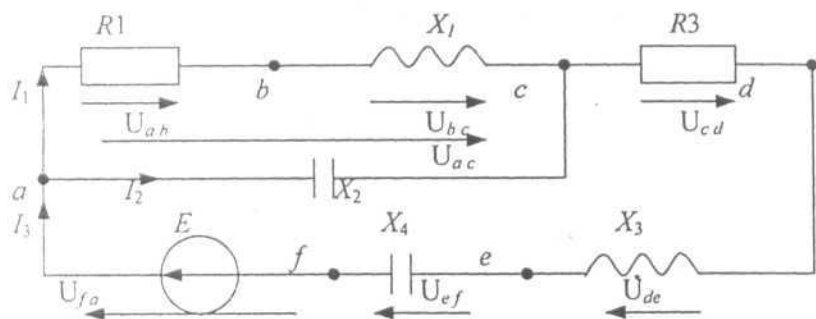 R1 X1 R3
I1 b c d
Uab Ubc Ucd
Uac
a I2 X2
I3 E X4 X3
f e
Ufa Uef Ude